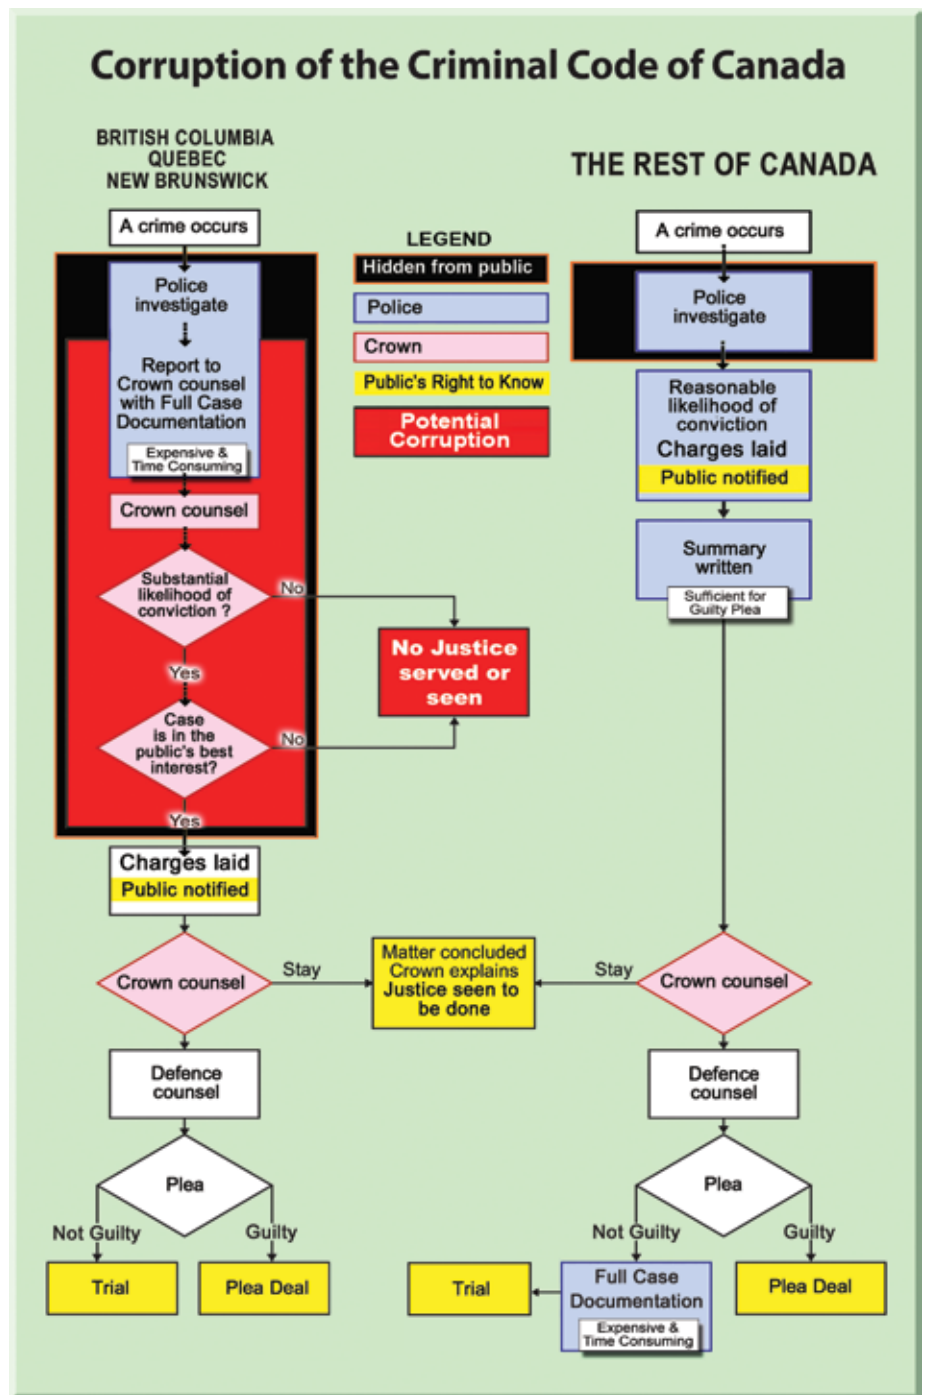 Corruption of the Criminal Code of Canada
BRITISH COLUMBIA
QUEBEC
NEW BRUNSWICK
A crime occurs
Police
investigate
Report to
Crown counsel
with Full Case
Documentation
Expensive &
Time Consuming
Crown counsel
Substantial
likelihood of
conviction ?
No
Yes
Case
is in the
public's best
interest?
No
Yes
Charges laid
Public notified
Crown counsel
Stay
Defence
counsel
Plea
Not Guilty
Guilty
Trial
Plea Deal
LEGEND
Hidden from public
Police
Crown
Public's Right to Know
Potential
Corruption
No Justice
served or
seen
Matter concluded
Crown explains
Justice seen to
be done
THE REST OF CANADA
A crime occurs
Police
investigate
Reasonable
likelihood of
conviction
Charges laid
Public notified
Summary
written
Sufficient for
Guilty Plea
Stay
Crown counsel
Defence
counsel
Plea
Not Guilty
Guilty
Trial
Full Case
Documentation
Expensive &
Time Consuming
Plea Deal